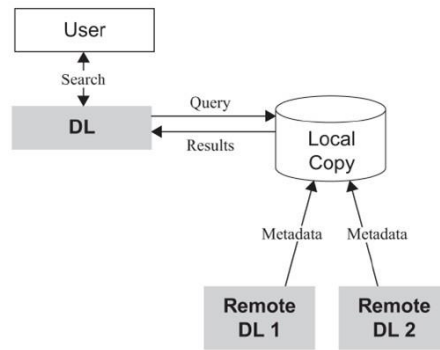 User
Search
DL
Query
Results
Local
Copy
Metadata
Metadata
Remote
DL 1
Remote
DL 2